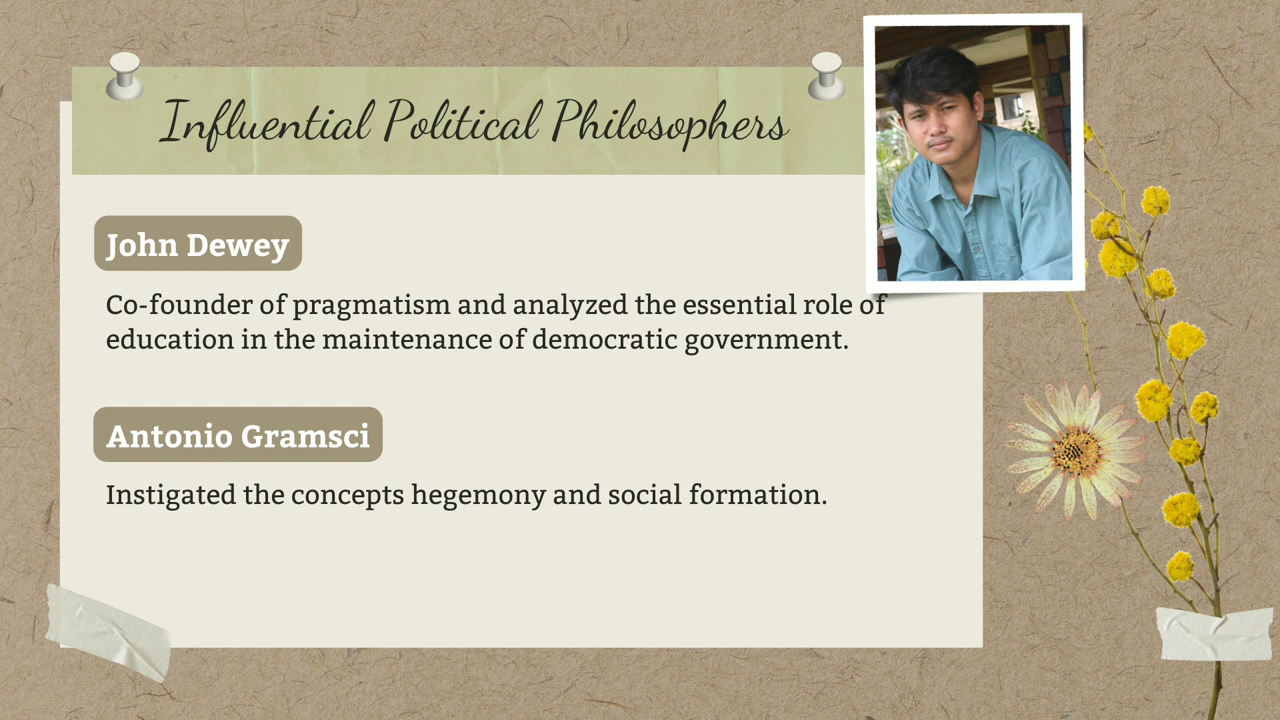 Influential Political Philosophers
John Dewey
Co-founder of pragmatism and analyzed the essential role of
education in the maintenance of democratic government.
Antonio Gramsci
Instigated the concepts hegemony and social formation.